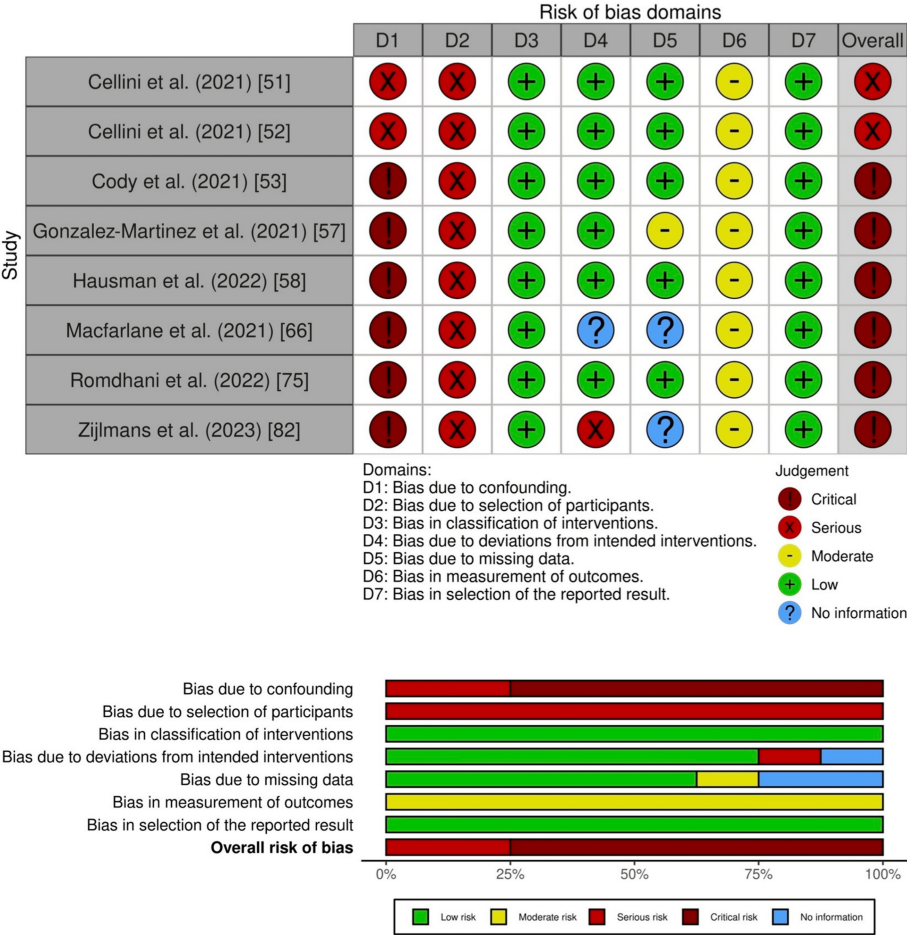 Risk of bias domains
D1 D2 D3 D4 D5 D6 D7 Overall
Study
Cellini et al. (2021) [51] X X + + + - + X
Cellini et al. (2021) [52] X X + + + - + X
Cody et al. (2021) [53] ! X + + + - + !
Gonzalez-Martinez et al. (2021) [57] ! X + + - - + !
Hausman et al. (2022) [58] ! X + + + - + !
Macfarlane et al. (2021) [66] ! X + ? ? - + !
Romdhani et al. (2022) [75] ! X + + + - + !
Zijlmans et al. (2023) [82] ! X + X ? - + !
Domains:
D1: Bias due to confounding.
D2: Bias due to selection of participants.
D3: Bias in classification of interventions.
D4: Bias due to deviations from intended interventions.
D5: Bias due to missing data.
D6: Bias in measurement of outcomes.
D7: Bias in selection of the reported result.
Judgement
! Critical
X Serious
- Moderate
+ Low
? No information
Bias due to confounding
Bias due to selection of participants
Bias in classification of interventions
Bias due to deviations from intended interventions
Bias due to missing data
Bias in measurement of outcomes
Bias in selection of the reported result
Overall risk of bias
0% 25% 50% 75% 100%
Low risk Moderate risk Serious risk Critical risk No information